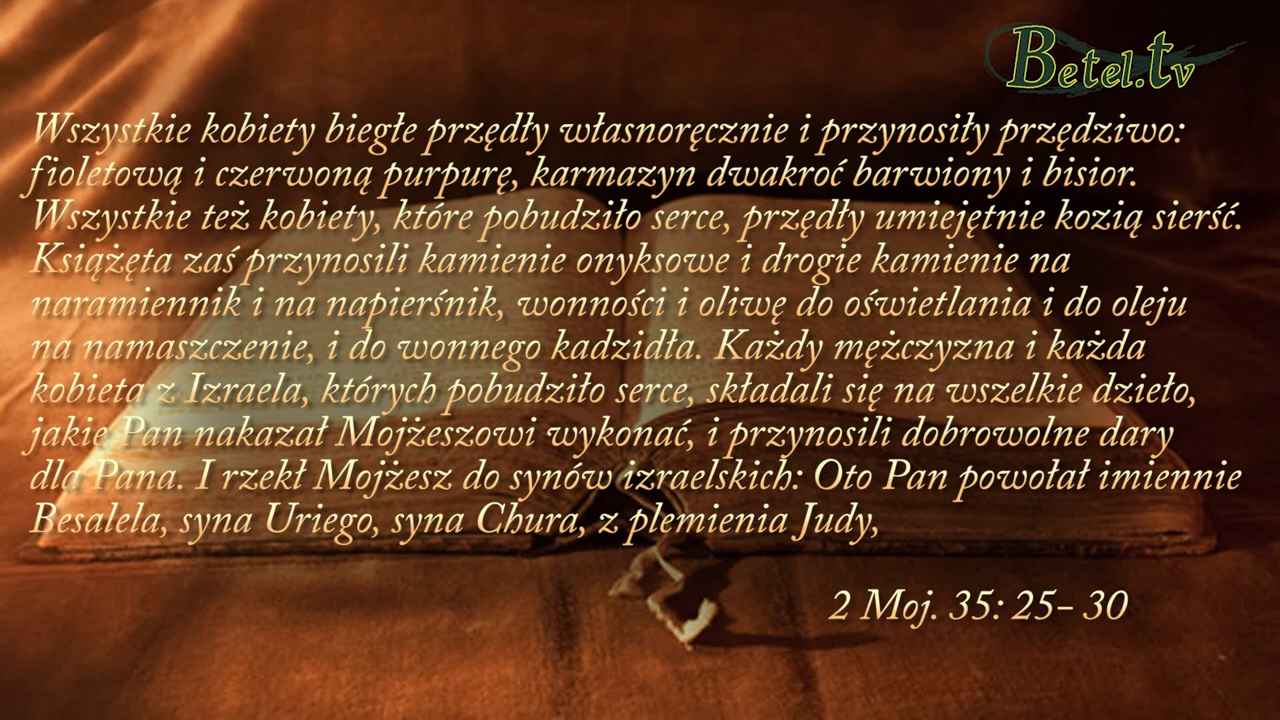 Betel.tv
Wszystkie kobiety biegłe przędły własnoręcznie i przynosiły przędziwo:
fioletową i czerwoną purpurę, karmazyn dwakroć barwiony i bisior.
Wszystkie też kobiety, które pobudziło serce, przędły umiejętnie kozią sierść.
Książęta zaś przynosili kamienie onyksowe i drogie kamienie na
naramiennik i na napierśnik, wonności i oliwę do oświetlania i do oleju
na namaszczenie, i do wonnego kadzidła. Każdy mężczyzna i każda
kobieta z Izraela, których pobudziło serce, składali się na wszelkie dzieło,
jakie Pan nakazał Mojżeszowi wykonać, i przynosili dobrowolne dary
dla Pana. I rzekł Mojżesz do synów izraelskich: Oto Pan powołał imiennie
Besalela, syna Uriego, syna Chura, z plemienia Judy,
2 Moj. 35: 25– 30